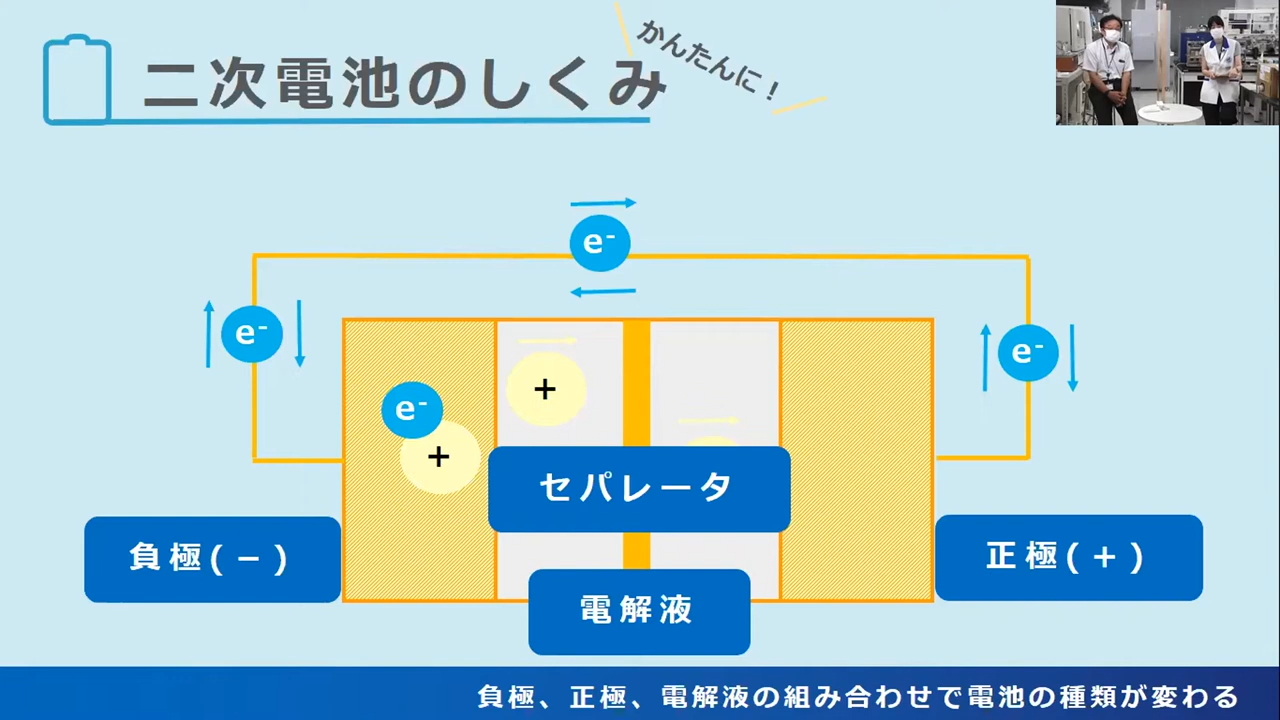 二次電池のしくみ
かんたんに！
e⁻
e⁻
e⁻
e⁻
+
+
セパレータ
負極(－)
正極(＋)
電解液
負極、正極、電解液の組み合わせで電池の種類が変わる